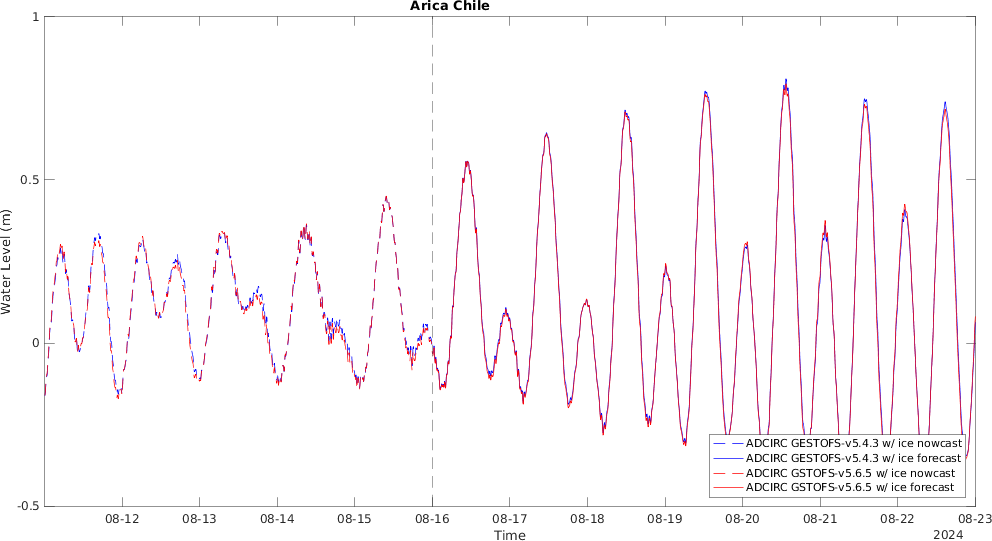 Arica Chile
1
0.5
0
-0.5
Water Level (m)
ADCIRC GESTOFS-v5.4.3 w/ ice nowcast
ADCIRC GESTOFS-v5.4.3 w/ ice forecast
ADCIRC GSTOFS-v5.6.5 w/ ice nowcast
ADCIRC GSTOFS-v5.6.5 w/ ice forecast
08-12 08-13 08-14 08-15 08-16 08-17 08-18 08-19 08-20 08-21 08-22 08-23
Time
2024